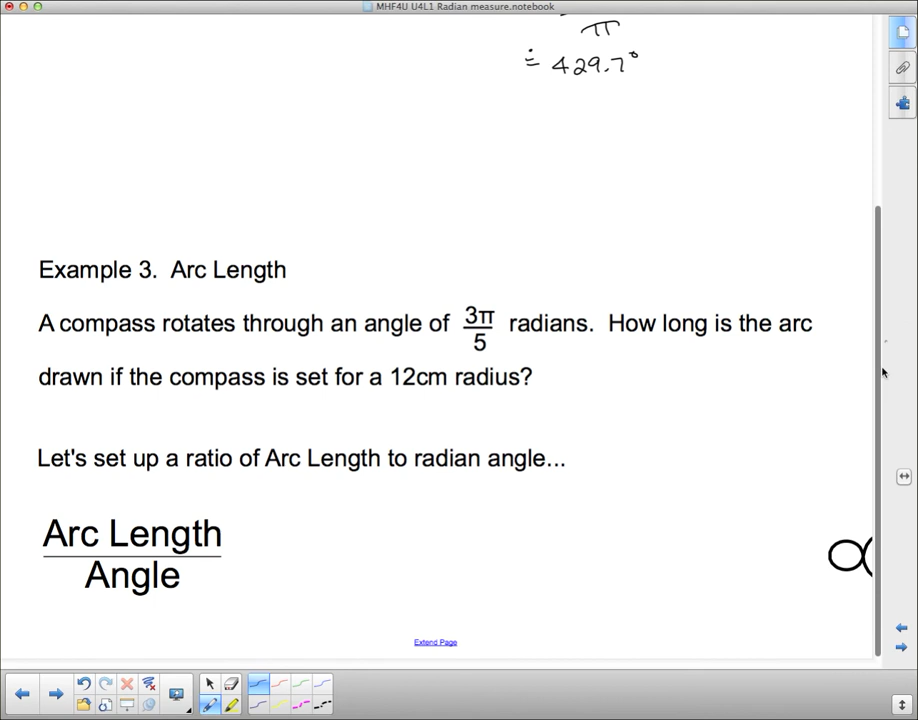 MHF4U U4L1 Radian measure.notebook
π
≐ 429.7°
Example 3. Arc Length
A compass rotates through an angle of 3π/5 radians. How long is the arc
drawn if the compass is set for a 12cm radius?
Let's set up a ratio of Arc Length to radian angle...
Arc Length
Angle
Extend Page